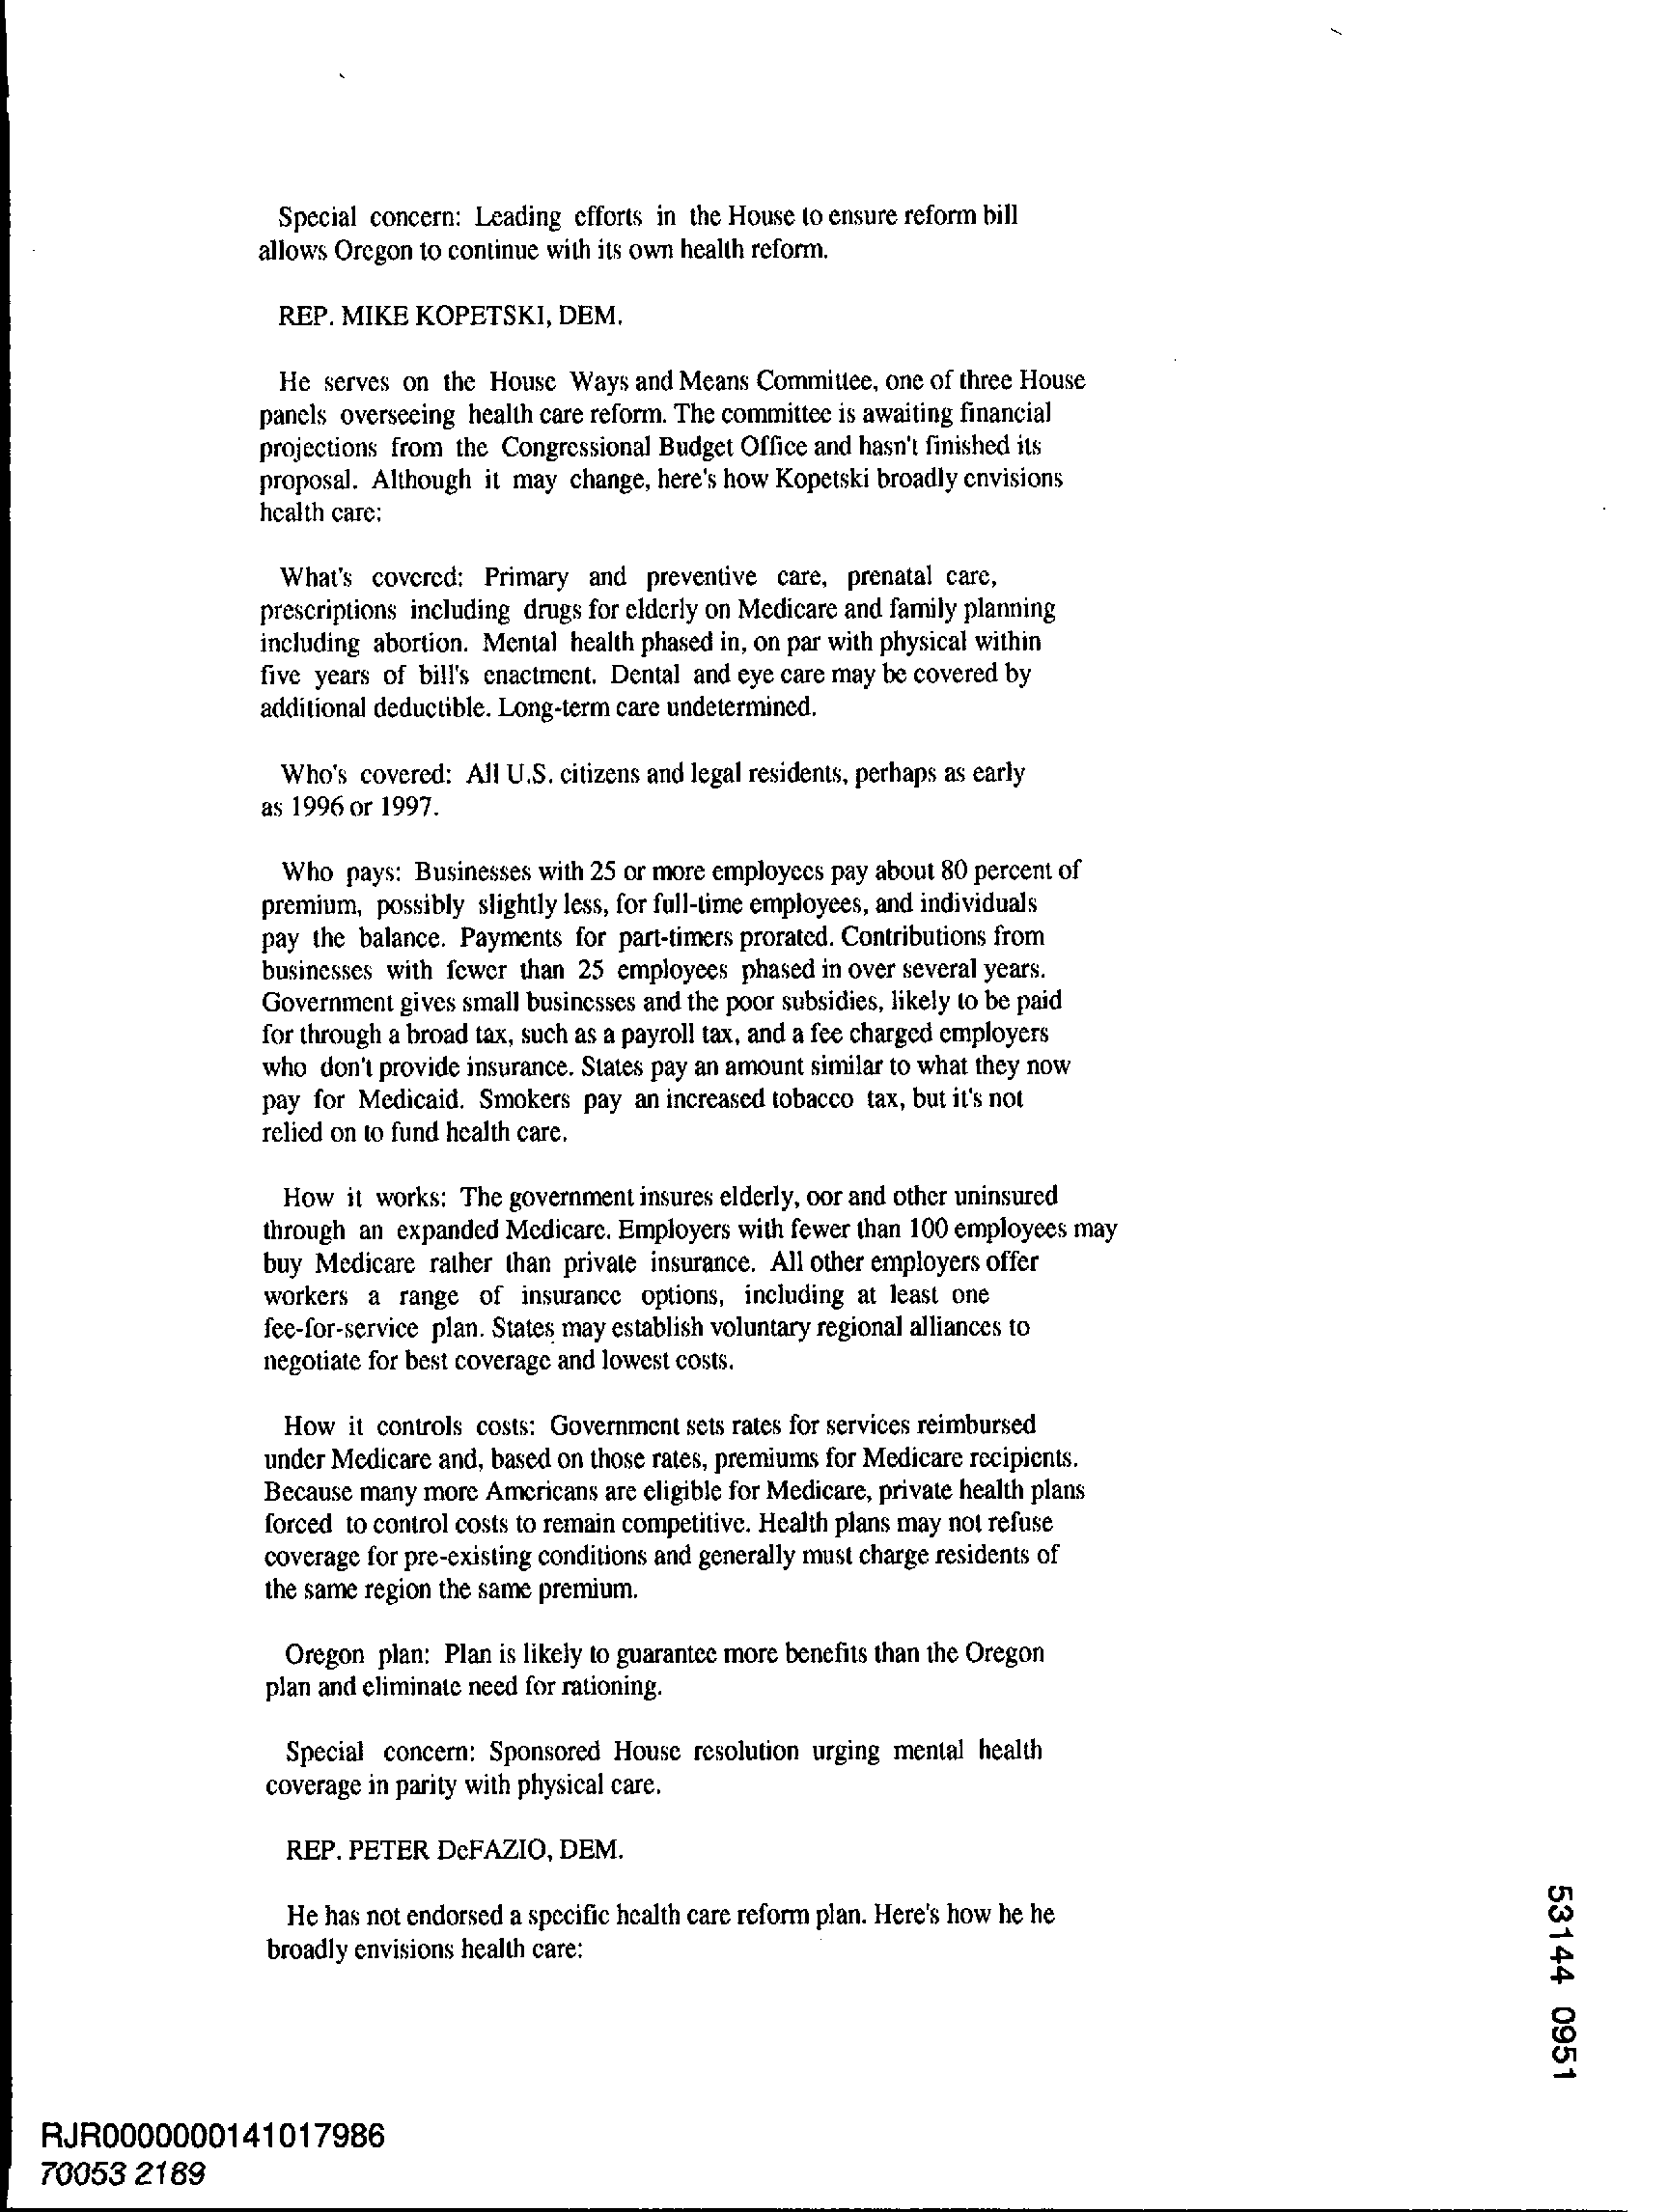 Special concern: Leading efforts in the House to ensure reform bill
allows Oregon to continue with its own health reform.
REP. MIKE KOPETSKI, DEM.
He serves on the House Ways and Means Committee, one of three House
panels overseeing health care reform. The committee is awaiting financial
projections from the Congressional Budget Office and hasn't finished its
proposal. Although it may change, here's how Kopetski broadly envisions
health care:
What's covered: Primary and preventive care, prenatal care,
prescriptions including drugs for elderly on Medicare and family planning
including abortion. Mental health phased in, on par with physical within
five years of bill's enactment. Dental and eye care may be covered by
additional deductible. Long-term care undetermined.
Who's covered: All U.S. citizens and legal residents, perhaps as early
as 1996 or 1997.
Who pays: Businesses with 25 or more employees pay about 80 percent of
premium, possibly slightly less, for full-time employees, and individuals
pay the balance. Payments for part-timers prorated. Contributions from
businesses with fewer than 25 employees phased in over several years.
Government gives small businesses and the poor subsidies, likely to be paid
for through a broad tax, such as a payroll tax, and a fee charged employers
who don't provide insurance. States pay an amount similar to what they now
pay for Medicaid. Smokers pay an increased tobacco tax, but it's not
relied on to fund health care.
How it works: The government insures elderly, oor and other uninsured
through an expanded Medicare. Employers with fewer than 100 employees may
buy Medicare rather than private insurance. All other employers offer
workers a range of insurance options, including at least one
fee-for-service plan. States may establish voluntary regional alliances to
negotiate for best coverage and lowest costs.
How it controls costs: Government sets rates for services reimbursed
under Medicare and, based on those rates, premiums for Medicare recipients.
Because many more Americans are eligible for Medicare, private health plans
forced to control costs to remain competitive. Health plans may not refuse
coverage for pre-existing conditions and generally must charge residents of
the same region the same premium.
Oregon plan: Plan is likely to guarantee more benefits than the Oregon
plan and eliminate need for rationing.
Special concern: Sponsored House resolution urging mental health
coverage in parity with physical care.
REP. PETER DeFAZIO, DEM.
He has not endorsed a specific health care reform plan. Here's how he he
broadly envisions health care:
53144 0951
RJR0000000141017986
70053 2189